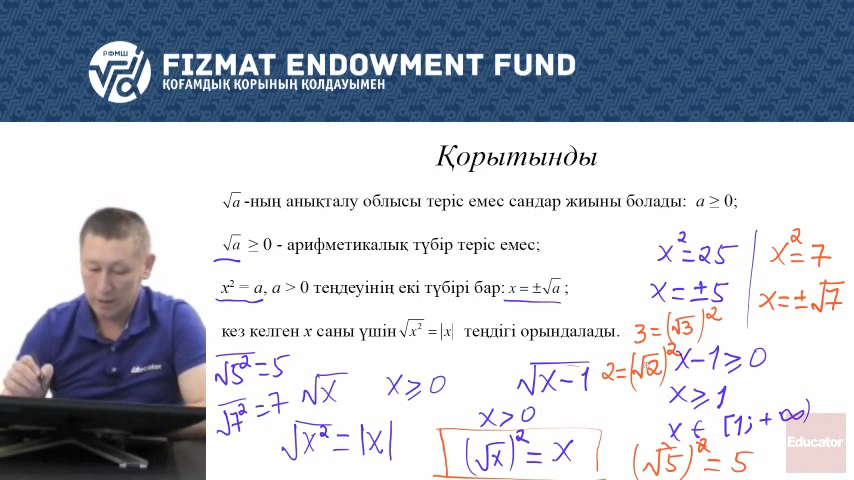 РФМШ
FIZMAT ENDOWMENT FUND
ҚОҒАМДЫҚ ҚОРЫНЫҢ ҚОЛДАУЫМЕН
Қорытынды
√a -ның анықталу облысы теріс емес сандар жиыны болады: a ≥ 0;
√a ≥ 0 - арифметикалық түбір теріс емес;
x² = a, a > 0 теңдеуінің екі түбірі бар: x = ±√a ;
кез келген x саны үшін √x² = |x| теңдігі орындалады.
x² = 25
x = ±5
x² = 7
x = ±√7
3 = (√3)²
2 = (√2)²
√5² = 5
√7² = 7
√x x ≥ 0
√x² = |x|
√x−1
x − 1 ≥ 0
x ≥ 1
x ∈ [1; +∞)
x ≥ 0
(√x)² = x
(√5)² = 5
Educator
Educator